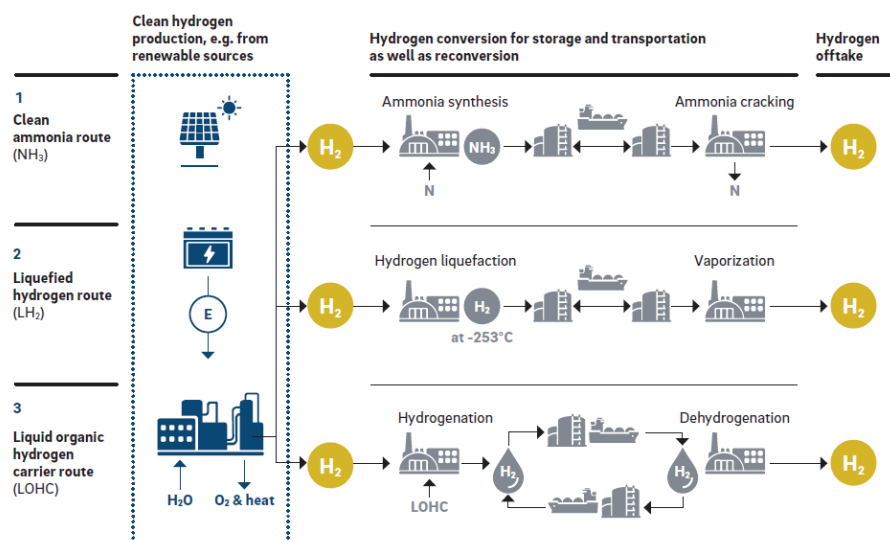 Clean hydrogen
production, e.g. from
renewable sources
Hydrogen conversion for storage and transportation
as well as reconversion
Hydrogen
offtake
1
Clean
ammonia route
(NH₃)
H₂
Ammonia synthesis
NH₃
N
Ammonia cracking
N
H₂
2
Liquefied
hydrogen route
(LH₂)
E
H₂
Hydrogen liquefaction
H₂
at -253°C
Vaporization
H₂
3
Liquid organic
hydrogen
carrier route
(LOHC)
H₂O
O₂ & heat
H₂
Hydrogenation
LOHC
H₂
Dehydrogenation
H₂
H₂